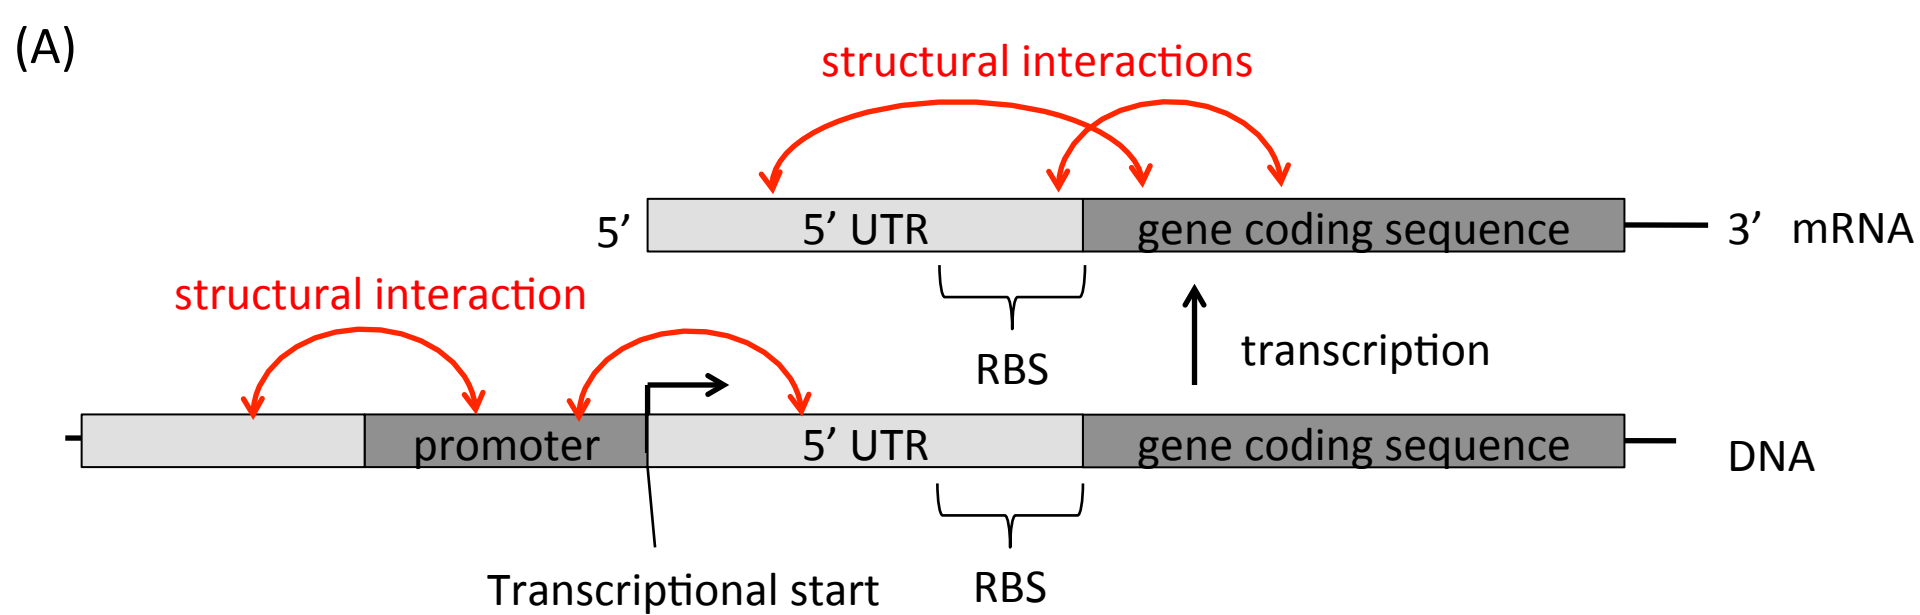 (A)
structural interactions
5’ 5’ UTR gene coding sequence 3’ mRNA
structural interaction
RBS
transcription
promoter 5’ UTR gene coding sequence DNA
Transcriptional start
RBS